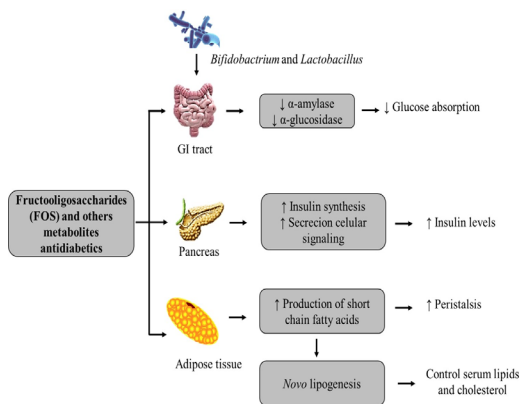 Bifidobactrium and Lactobacillus
GI tract
↓ α-amylase
↓ α-glucosidase
↓ Glucose absorption
Fructooligosaccharides
(FOS) and others
metabolites
antidiabetics
Pancreas
↑ Insulin synthesis
↑ Secrecion celular
signaling
↑ Insulin levels
Adipose tissue
↑ Production of short
chain fatty acids
↑ Peristalsis
Novo lipogenesis
Control serum lipids
and cholesterol